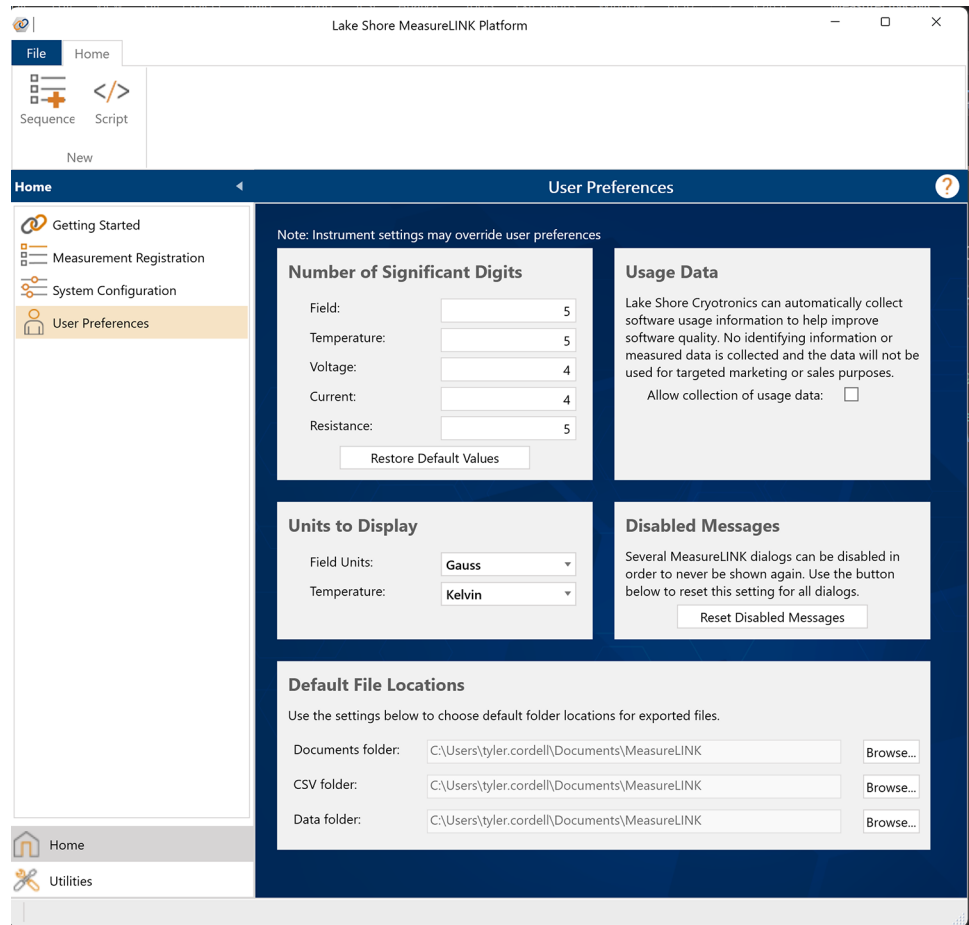 Lake Shore MeasureLINK Platform
File
Home
Sequence
Script
New
Home
User Preferences
?
Getting Started
Measurement Registration
System Configuration
User Preferences
Note: Instrument settings may override user preferences
Number of Significant Digits
Field: 5
Temperature: 5
Voltage: 4
Current: 4
Resistance: 5
Restore Default Values
Usage Data
Lake Shore Cryotronics can automatically collect
software usage information to help improve
software quality. No identifying information or
measured data is collected and the data will not be
used for targeted marketing or sales purposes.
Allow collection of usage data:
Units to Display
Field Units: Gauss
Temperature: Kelvin
Disabled Messages
Several MeasureLINK dialogs can be disabled in
order to never be shown again. Use the button
below to reset this setting for all dialogs.
Reset Disabled Messages
Default File Locations
Use the settings below to choose default folder locations for exported files.
Documents folder: C:\Users\tyler.cordell\Documents\MeasureLINK Browse...
CSV folder: C:\Users\tyler.cordell\Documents\MeasureLINK Browse...
Data folder: C:\Users\tyler.cordell\Documents\MeasureLINK Browse...
Home
Utilities